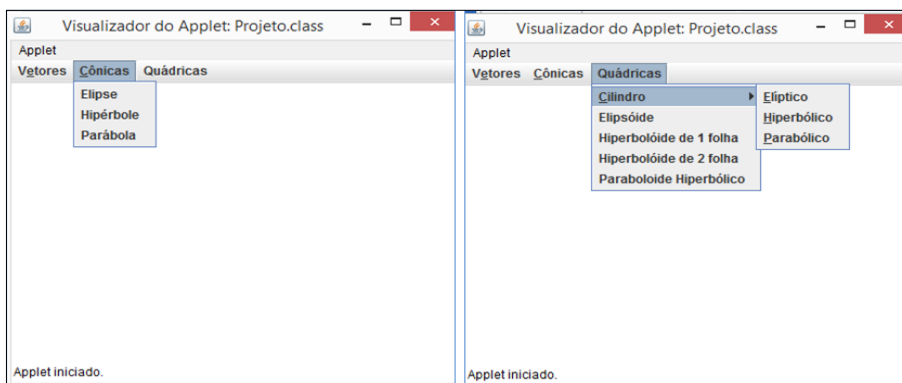 Visualizador do Applet: Projeto.class
Applet
Vetores Cônicas Quádricas
Elipse
Hipérbole
Parábola
Applet iniciado.
Visualizador do Applet: Projeto.class
Applet
Vetores Cônicas Quádricas
Cilindro
Elipsóide
Hiperbolóide de 1 folha
Hiperbolóide de 2 folha
Paraboloide Hiperbólico
Elíptico
Hiperbólico
Parabólico
Applet iniciado.